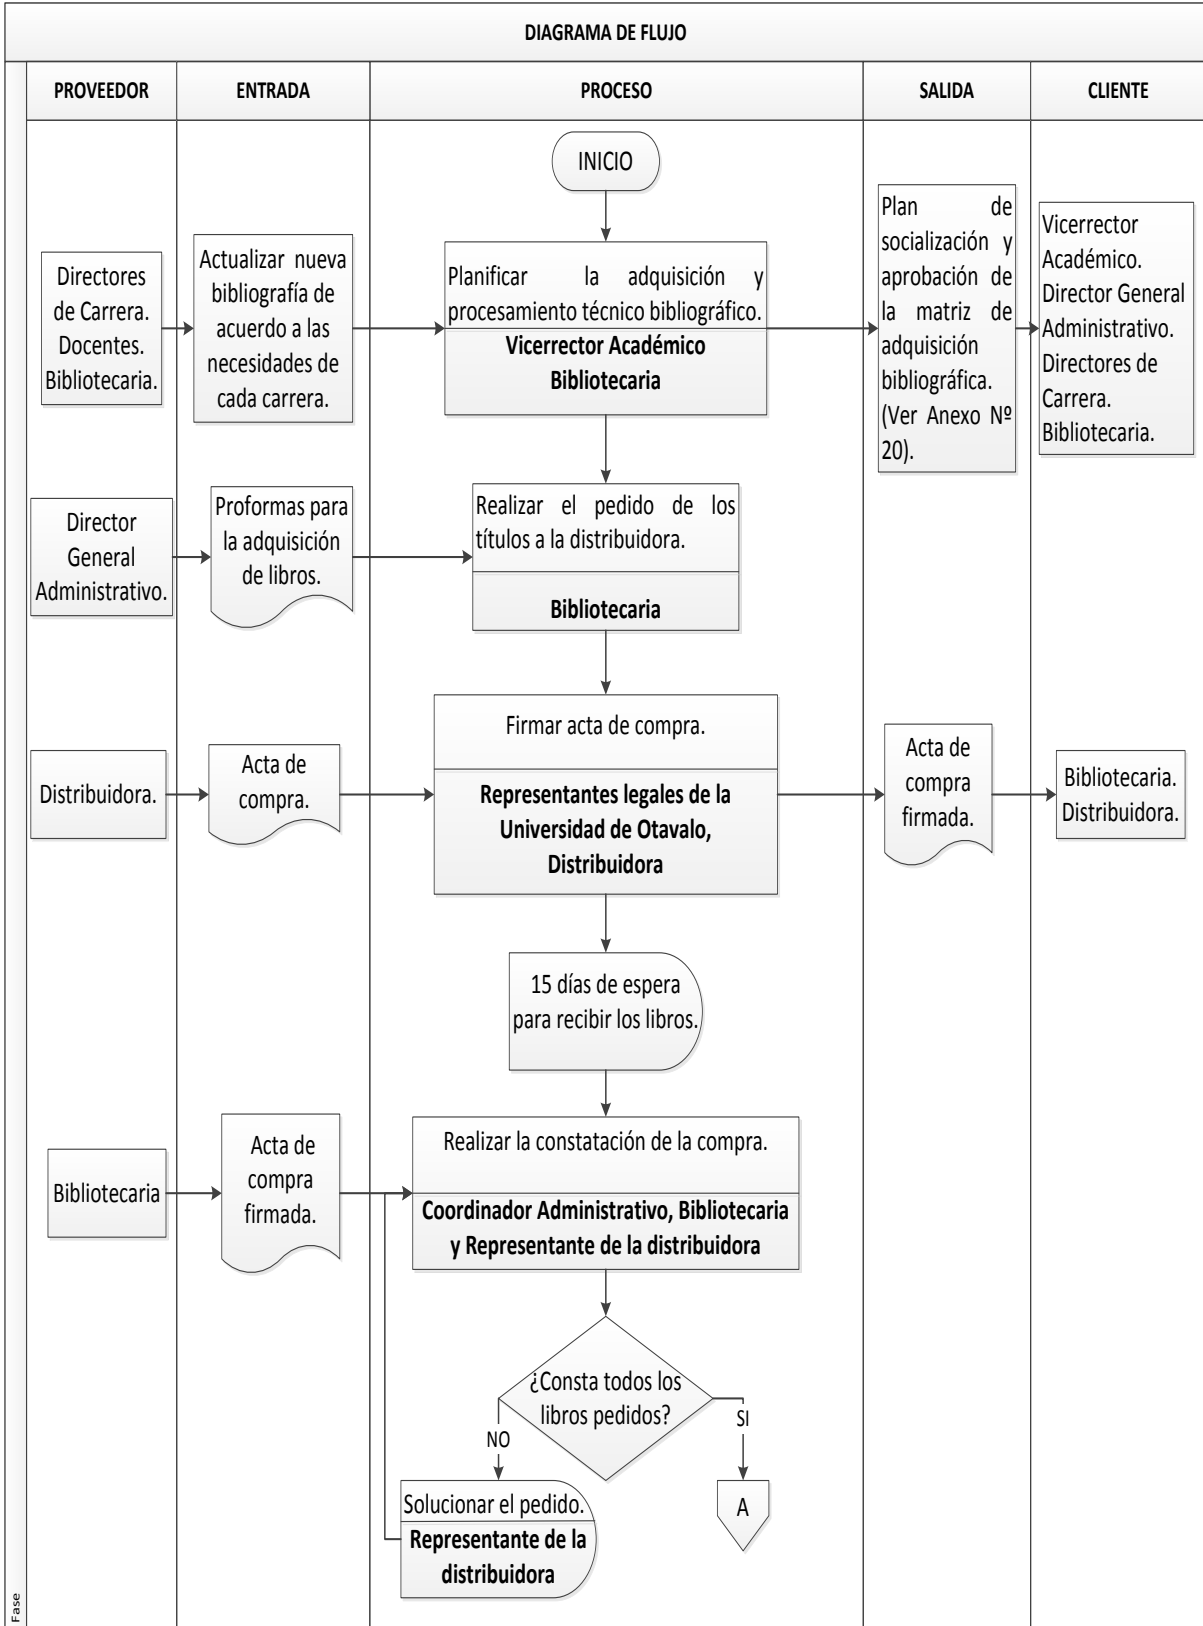 DIAGRAMA DE FLUJO
PROVEEDOR
ENTRADA
PROCESO
SALIDA
CLIENTE
INICIO
Directores
de Carrera.
Docentes.
Bibliotecaria.
Actualizar nueva
bibliografía de
acuerdo a las
necesidades de
cada carrera.
Planificar la adquisición y
procesamiento técnico bibliográfico.
Vicerrector Académico
Bibliotecaria
Plan de
socialización y
aprobación de
la matriz de
adquisición
bibliográfica.
(Ver Anexo Nº
20).
Vicerrector
Académico.
Director General
Administrativo.
Directores de
Carrera.
Bibliotecaria.
Director
General
Administrativo.
Proformas para
la adquisición
de libros.
Realizar el pedido de los
títulos a la distribuidora.
Bibliotecaria
Distribuidora.
Acta de
compra.
Firmar acta de compra.
Representantes legales de la
Universidad de Otavalo,
Distribuidora
Acta de
compra
firmada.
Bibliotecaria.
Distribuidora.
15 días de espera
para recibir los libros.
Bibliotecaria
Acta de
compra
firmada.
Realizar la constatación de la compra.
Coordinador Administrativo, Bibliotecaria
y Representante de la distribuidora
¿Consta todos los
libros pedidos?
NO
SI
Solucionar el pedido.
Representante de la
distribuidora
A
Fase